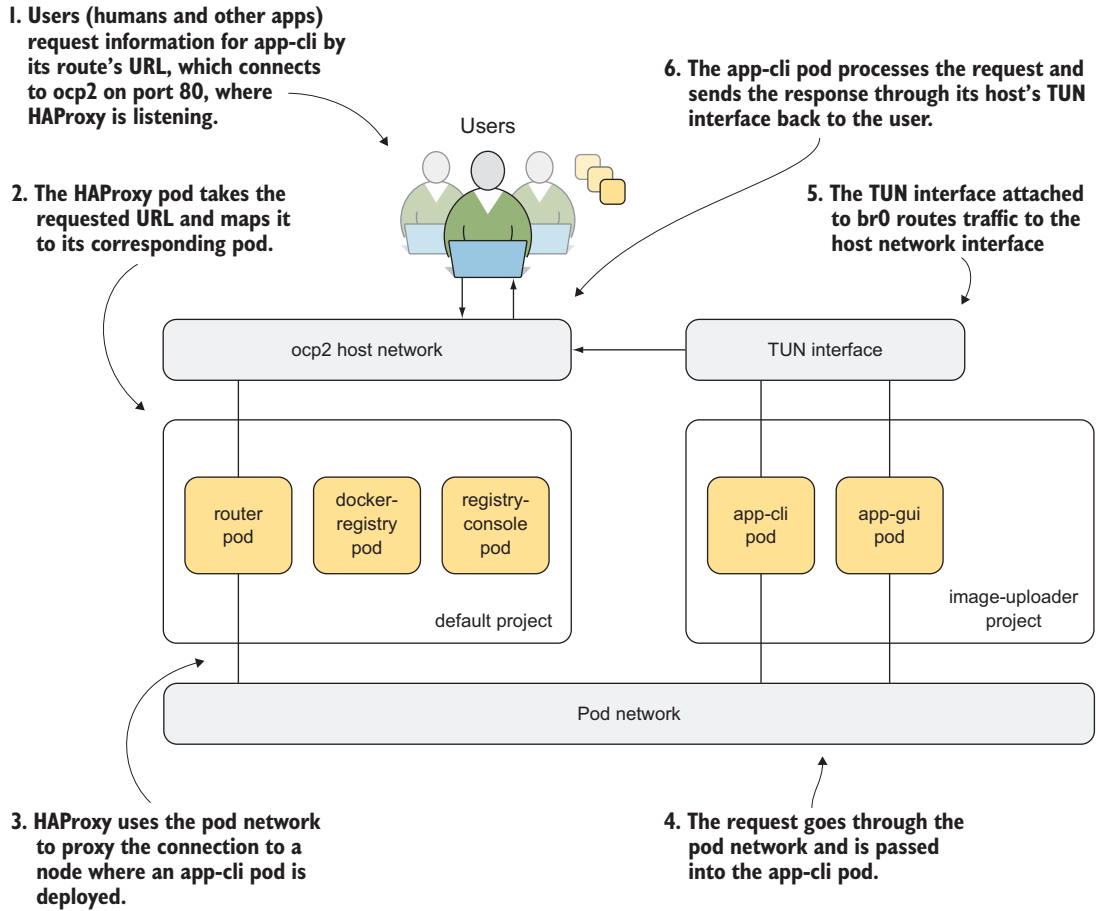 1. Users (humans and other apps)
request information for app-cli by
its route's URL, which connects
to ocp2 on port 80, where
HAProxy is listening.
6. The app-cli pod processes the request and
sends the response through its host's TUN
interface back to the user.
Users
2. The HAProxy pod takes the
requested URL and maps it
to its corresponding pod.
5. The TUN interface attached
to br0 routes traffic to the
host network interface
ocp2 host network
TUN interface
router
pod
docker-
registry
pod
registry-
console
pod
app-cli
pod
app-gui
pod
default project
image-uploader
project
Pod network
3. HAProxy uses the pod network
to proxy the connection to a
node where an app-cli pod is
deployed.
4. The request goes through the
pod network and is passed
into the app-cli pod.